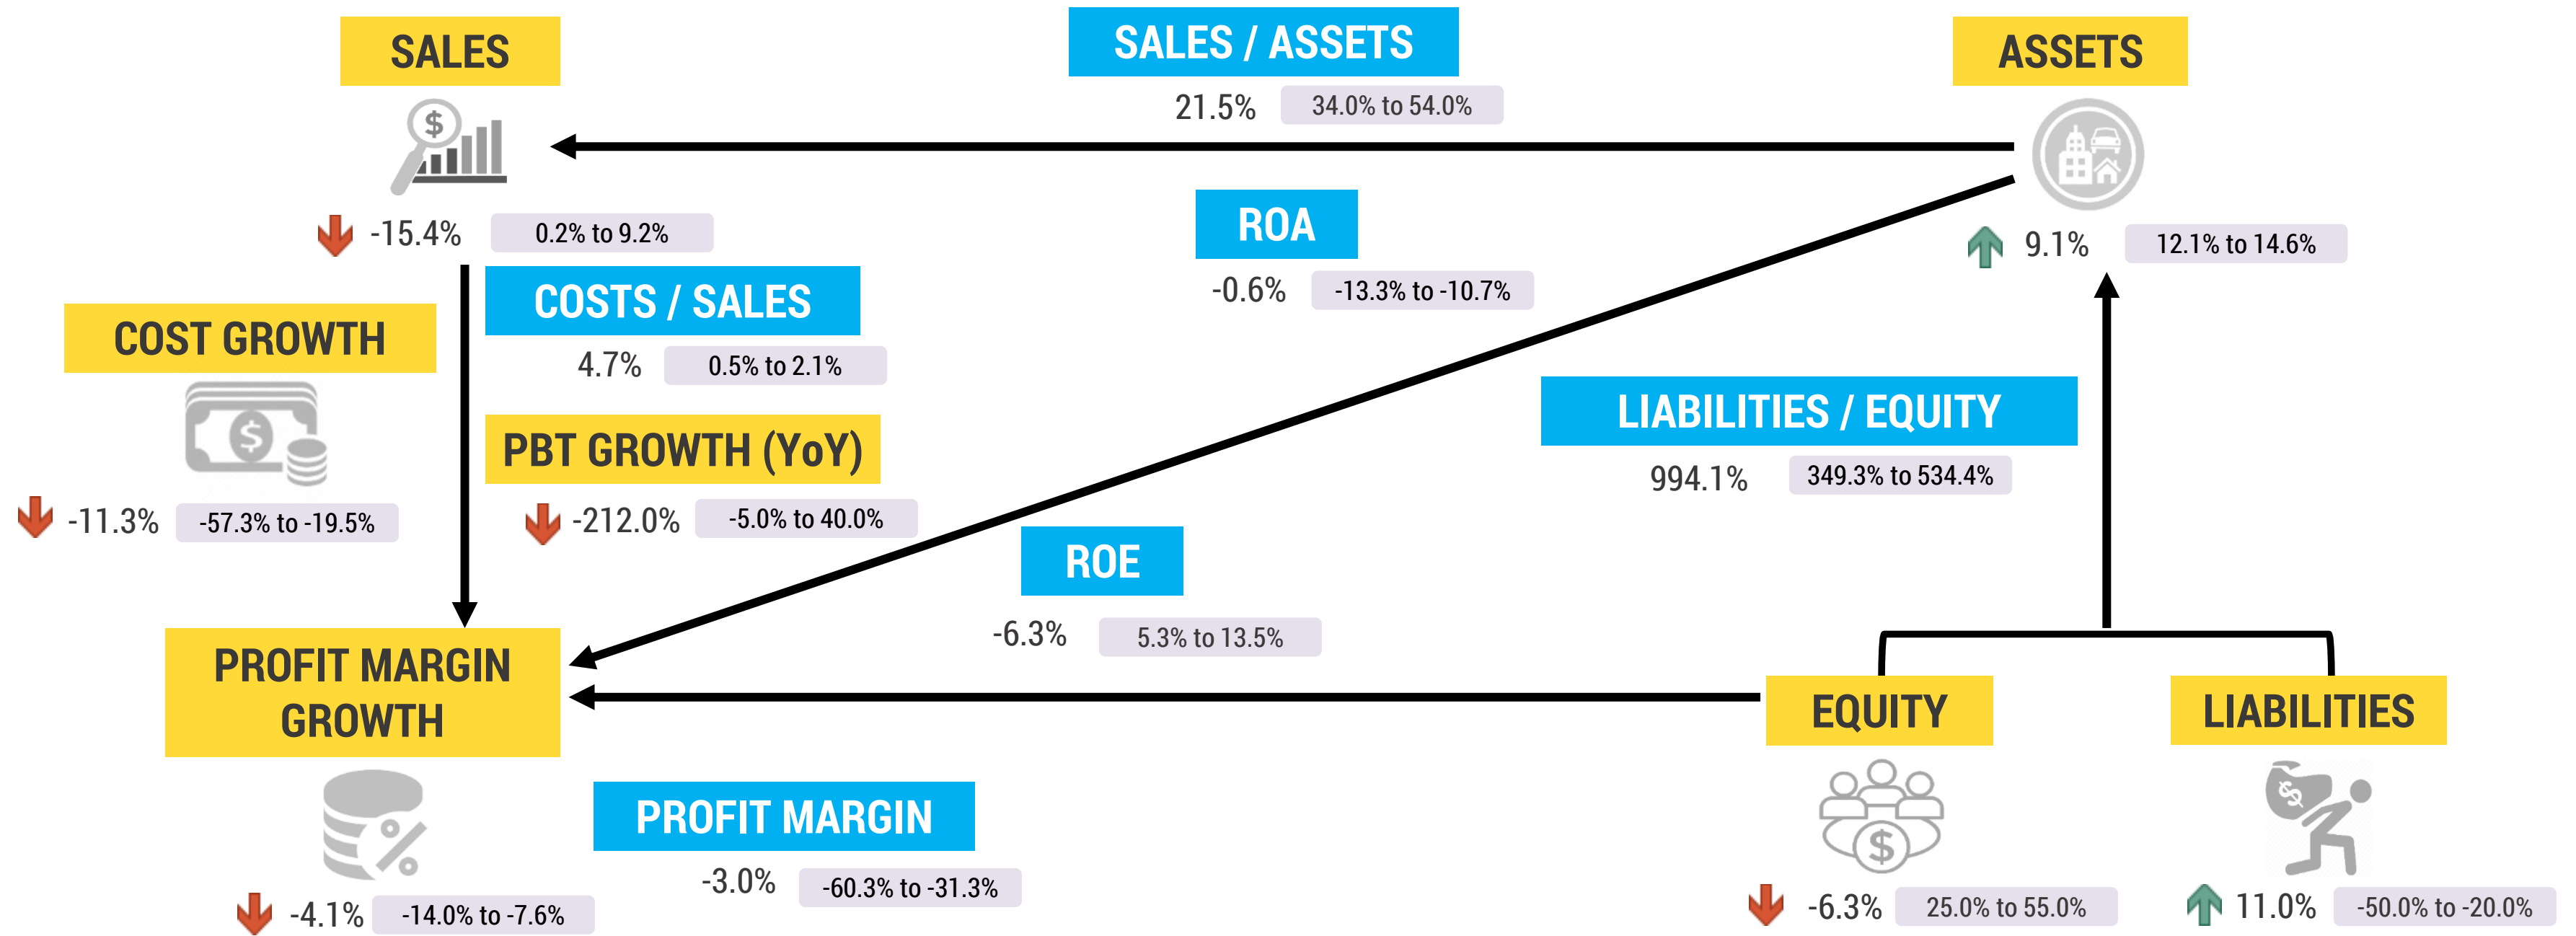 SALES
$
-15.4% 0.2% to 9.2%
SALES / ASSETS
21.5% 34.0% to 54.0%
ASSETS
9.1% 12.1% to 14.6%
ROA
-0.6% -13.3% to -10.7%
COSTS / SALES
4.7% 0.5% to 2.1%
COST GROWTH
$
-11.3% -57.3% to -19.5%
PBT GROWTH (YoY)
-212.0% -5.0% to 40.0%
LIABILITIES / EQUITY
994.1% 349.3% to 534.4%
ROE
-6.3% 5.3% to 13.5%
PROFIT MARGIN
GROWTH
%
-4.1% -14.0% to -7.6%
PROFIT MARGIN
-3.0% -60.3% to -31.3%
EQUITY
$
-6.3% 25.0% to 55.0%
LIABILITIES
$
11.0% -50.0% to -20.0%